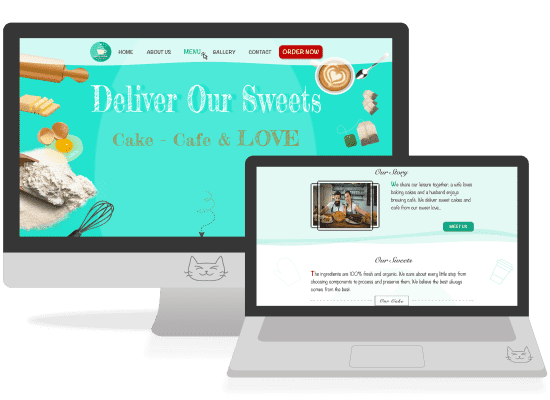 HOME ABOUT US MENU GALLERY CONTACT ORDER NOW
Deliver Our Sweets
Cake - Cafe & LOVE
Our Story
We share our leisure together, a wife loves
baking cakes and a husband enjoys
brewing café. We deliver sweet cakes and
café from our sweet love...
MEET US
Our Sweets
The ingredients are 100% fresh and organic. We care about every little step from
choosing components to process and preserve them. We believe the best always
comes from the best.
Our Cake